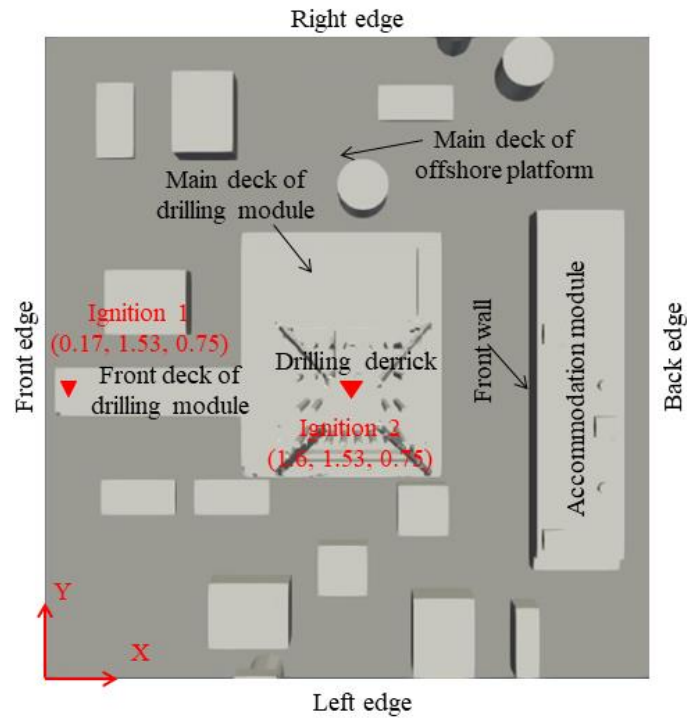 Right edge
Main deck of
offshore platform
Main deck of
drilling module
Ignition 1
(0.17, 1.53, 0.75)
Front edge
Front deck of
drilling module
Drilling derrick
Ignition 2
(1.6, 1.53, 0.75)
Front wall
Accommodation module
Back edge
Y
X
Left edge